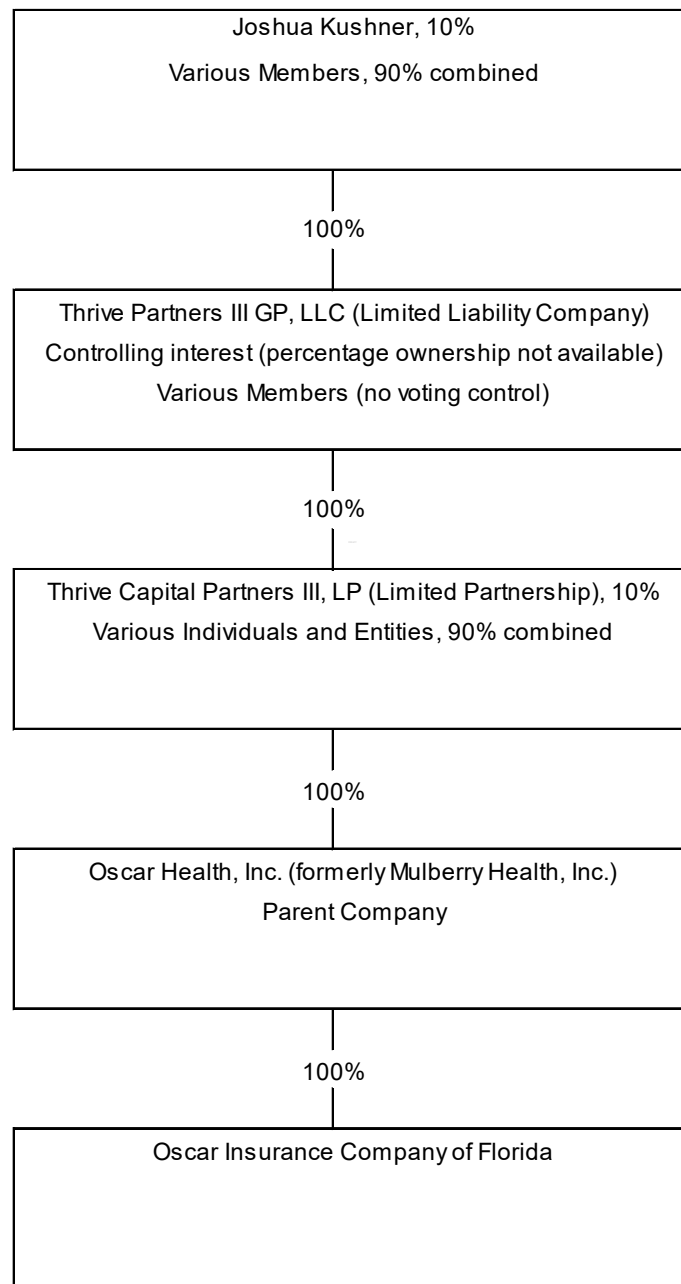 Joshua Kushner, 10%
Various Members, 90% combined
100%
Thrive Partners III GP, LLC (Limited Liability Company)
Controlling interest (percentage ownership not available)
Various Members (no voting control)
100%
Thrive Capital Partners III, LP (Limited Partnership), 10%
Various Individuals and Entities, 90% combined
100%
Oscar Health, Inc. (formerly Mulberry Health, Inc.)
Parent Company
100%
Oscar Insurance Company of Florida